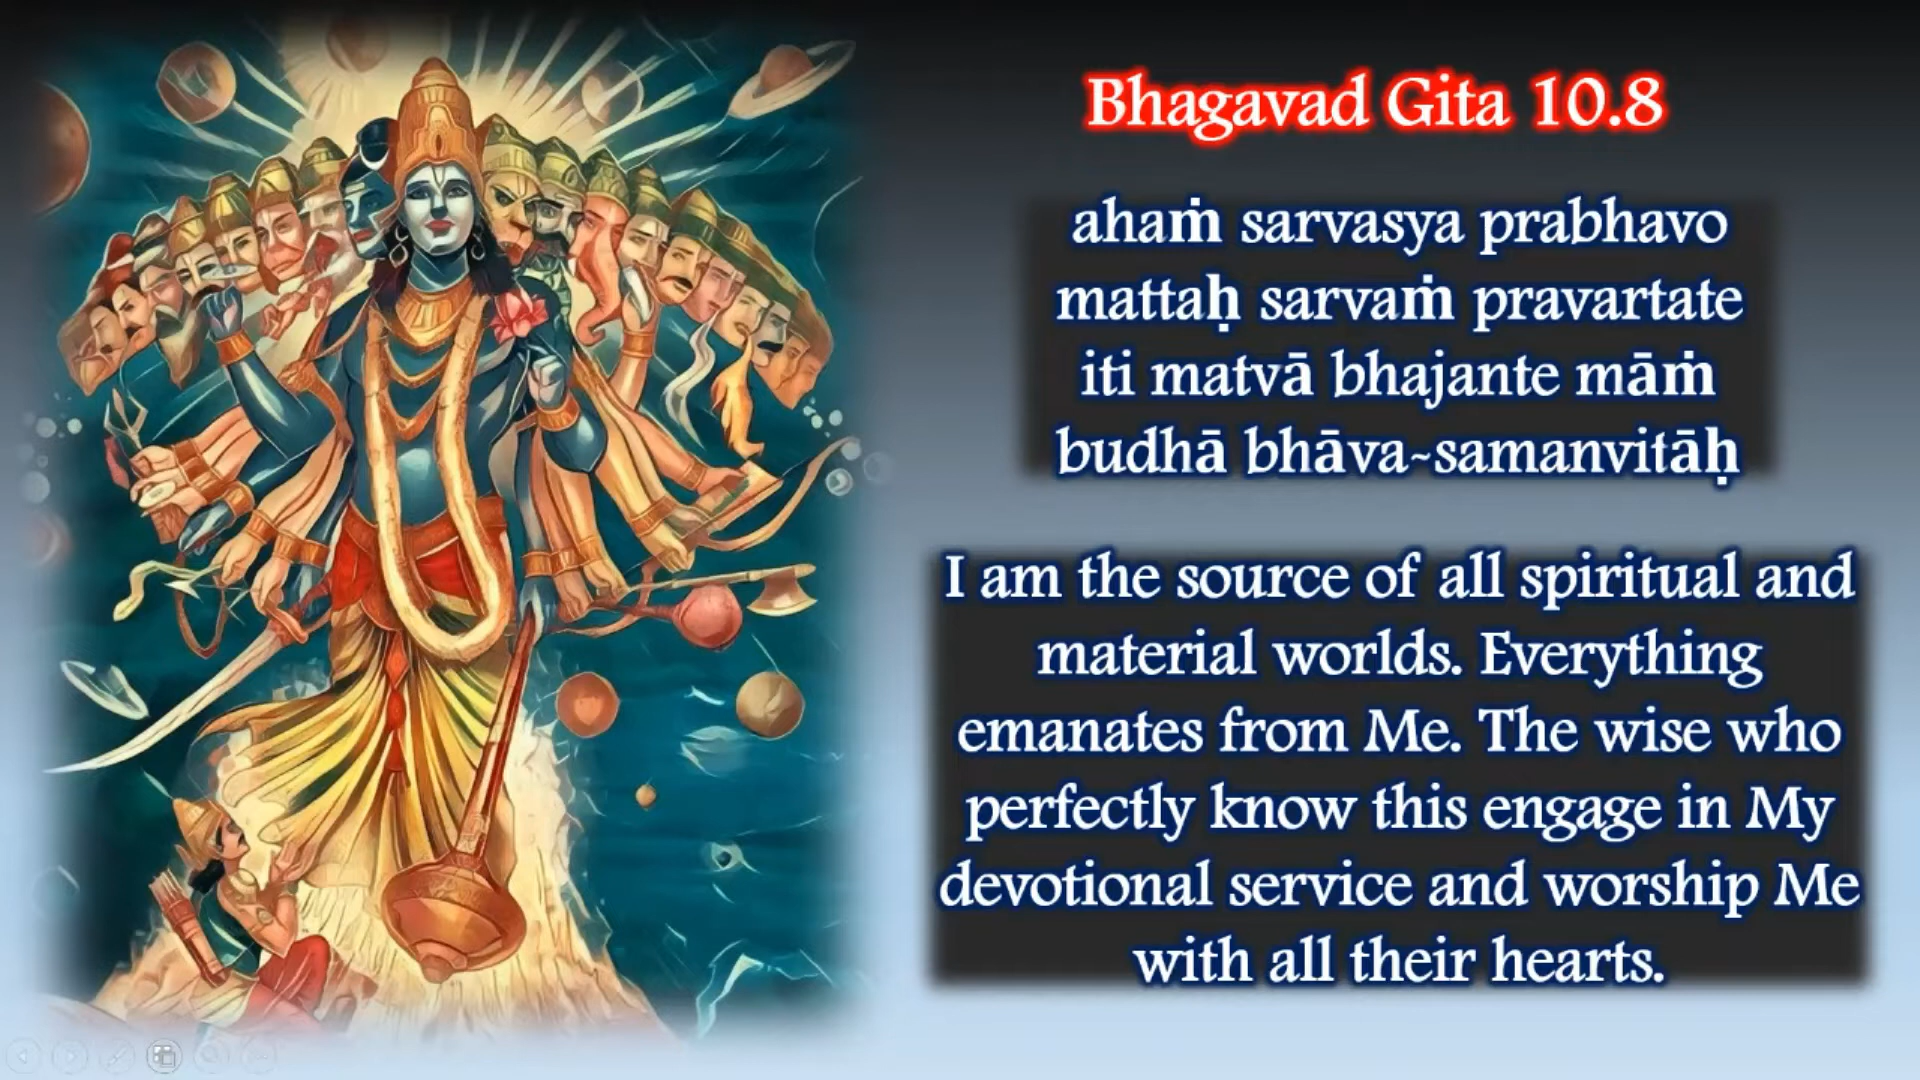 Bhagavad Gita 10.8
ahaṁ sarvasya prabhavo
mattaḥ sarvaṁ pravartate
iti matvā bhajante māṁ
budhā bhāva-samanvitāḥ
I am the source of all spiritual and
material worlds. Everything
emanates from Me. The wise who
perfectly know this engage in My
devotional service and worship Me
with all their hearts.